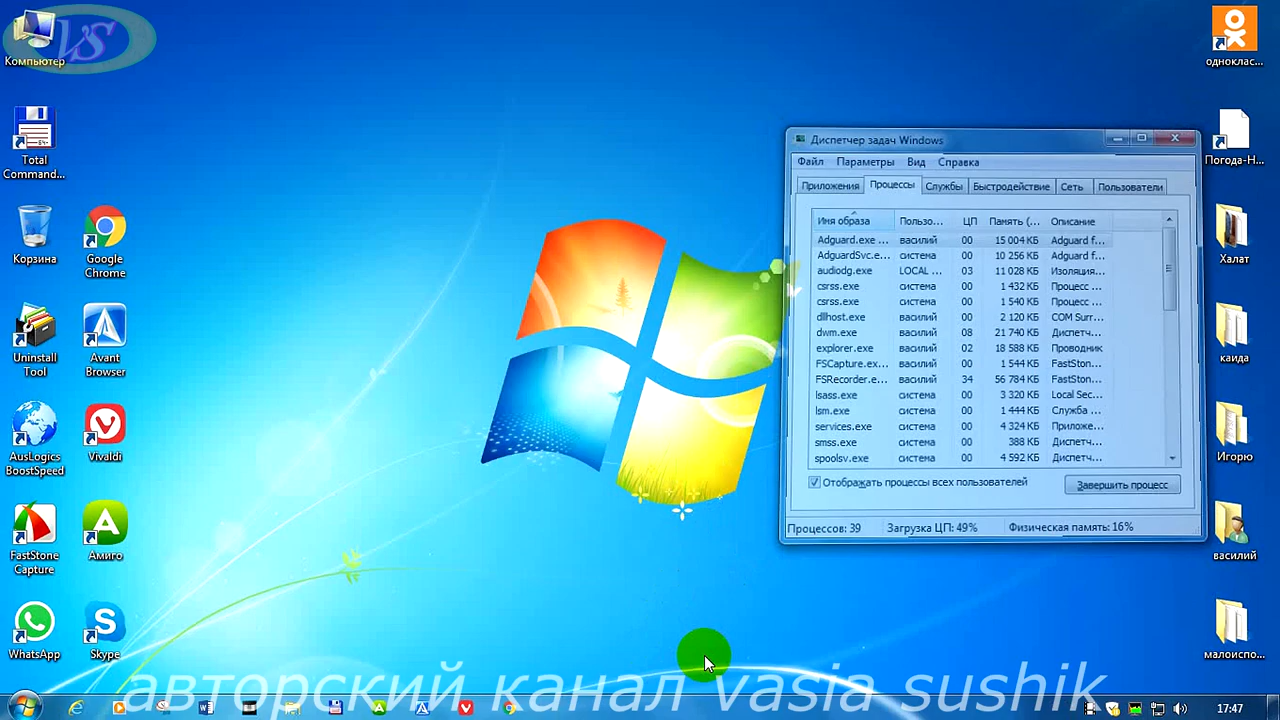 VS
Компьютер
Total
Command...
Корзина
Google
Chrome
Uninstall
Tool
Avant
Browser
AusLogics
BoostSpeed
Vivaldi
FastStone
Capture
Амиго
WhatsApp
Skype
Диспетчер задач Windows
Файл Параметры Вид Справка
Приложения Процессы Службы Быстродействие Сеть Пользователи
Имя образа Пользо... ЦП Память (... Описание
Adguard.exe ... василий 00 15 004 КБ Adguard f...
AdguardSvc.e... система 00 10 256 КБ Adguard f...
audiodg.exe LOCAL ... 03 11 028 КБ Изоляция...
csrss.exe система 00 1 432 КБ Процесс ...
csrss.exe система 00 1 540 КБ Процесс ...
dllhost.exe василий 00 2 120 КБ COM Surr...
dwm.exe василий 08 21 740 КБ Диспетч...
explorer.exe василий 02 18 588 КБ Проводник
FSCapture.ex... василий 00 1 544 КБ FastSton...
FSRecorder.e... василий 34 56 784 КБ FastSton...
lsass.exe система 00 3 320 КБ Local Sec...
lsm.exe система 00 1 444 КБ Служба ...
services.exe система 00 4 324 КБ Приложе...
smss.exe система 00 388 КБ Диспетч...
spoolsv.exe система 00 4 592 КБ Диспетч...
Отображать процессы всех пользователей
Завершить процесс
Процессов: 39 Загрузка ЦП: 49% Физическая память: 16%
однокла​с...
Погода-Н...
Халат
каида
Игорю
василий
малоиспо...
авторский канал vasia sushik
17:47